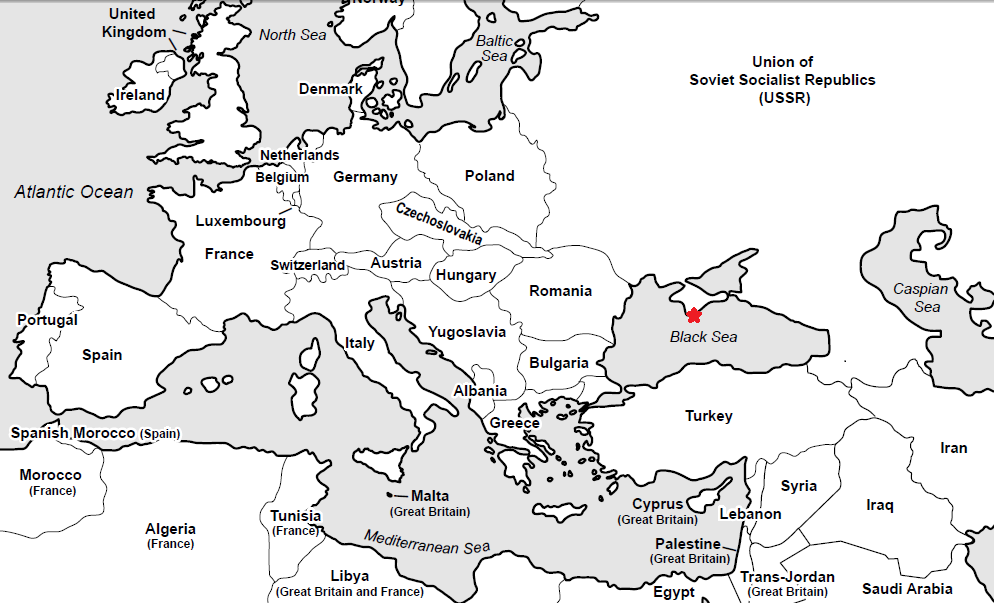 Norway
United
Kingdom
North Sea
Baltic
Sea
Union of
Soviet Socialist Republics
(USSR)
Ireland
Denmark
Netherlands
Belgium
Germany
Poland
Atlantic Ocean
Luxembourg
Czechoslovakia
France
Switzerland
Austria
Hungary
Romania
Caspian
Sea
Portugal
Spain
Italy
Yugoslavia
Black Sea
Bulgaria
Albania
Greece
Turkey
Spanish Morocco (Spain)
Iran
Morocco
(France)
Malta
(Great Britain)
Cyprus
(Great Britain)
Syria
Iraq
Lebanon
Algeria
(France)
Tunisia
(France)
Mediterranean Sea
Palestine
(Great Britain)
Libya
(Great Britain and France)
Egypt
Trans-Jordan
(Great Britain)
Saudi Arabia